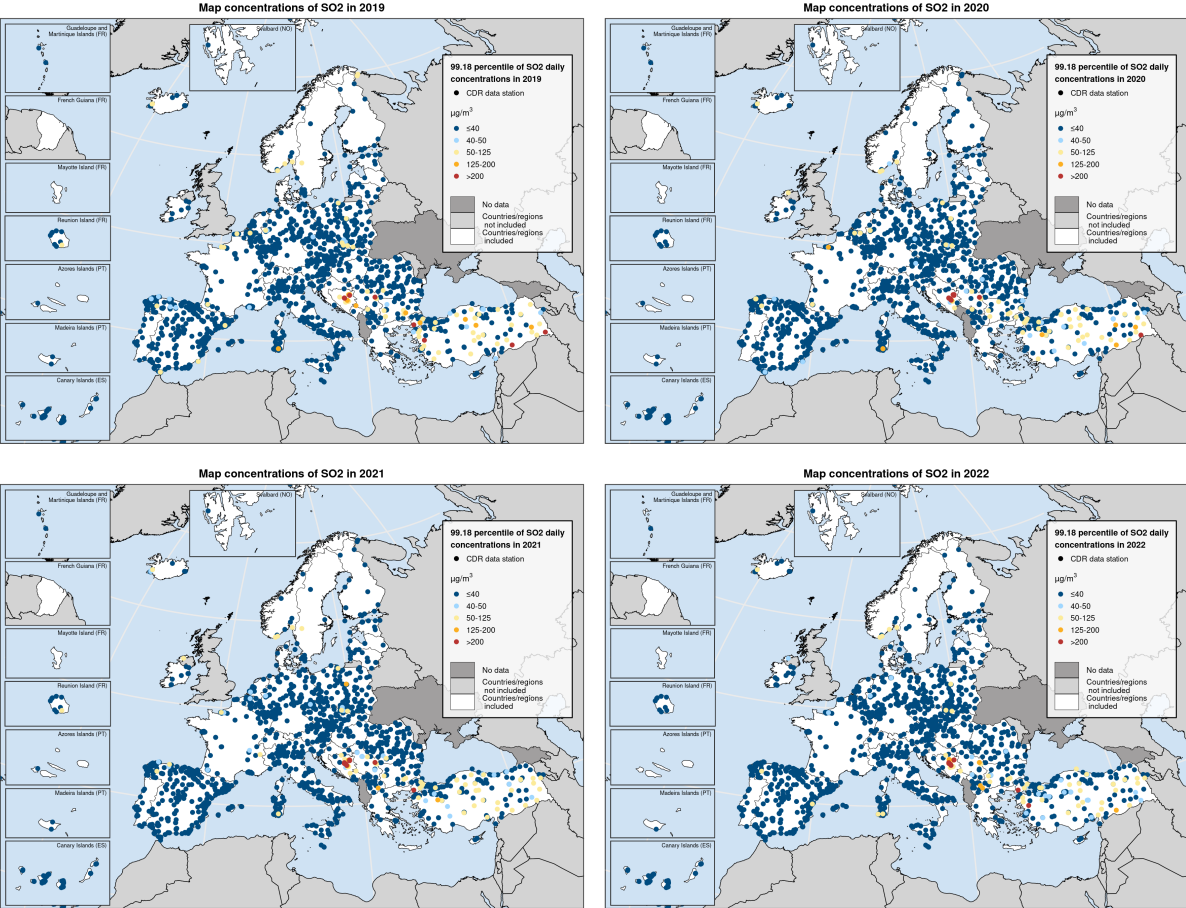 Map concentrations of SO2 in 2019
Guadeloupe and
Martinique Islands (FR)
Svalbard (NO)
French Guiana (FR)
Mayotte Island (FR)
Reunion Island (FR)
Azores Islands (PT)
Madeira Islands (PT)
Canary Islands (ES)
99.18 percentile of SO2 daily
concentrations in 2019
CDR data station
µg/m³
≤40
40-50
50-125
125-200
>200
No data
Countries/regions
not included
Countries/regions
included
Map concentrations of SO2 in 2020
Guadeloupe and
Martinique Islands (FR)
Svalbard (NO)
French Guiana (FR)
Mayotte Island (FR)
Reunion Island (FR)
Azores Islands (PT)
Madeira Islands (PT)
Canary Islands (ES)
99.18 percentile of SO2 daily
concentrations in 2020
CDR data station
µg/m³
≤40
40-50
50-125
125-200
>200
No data
Countries/regions
not included
Countries/regions
included
Map concentrations of SO2 in 2021
Guadeloupe and
Martinique Islands (FR)
Svalbard (NO)
French Guiana (FR)
Mayotte Island (FR)
Reunion Island (FR)
Azores Islands (PT)
Madeira Islands (PT)
Canary Islands (ES)
99.18 percentile of SO2 daily
concentrations in 2021
CDR data station
µg/m³
≤40
40-50
50-125
125-200
>200
No data
Countries/regions
not included
Countries/regions
included
Map concentrations of SO2 in 2022
Guadeloupe and
Martinique Islands (FR)
Svalbard (NO)
French Guiana (FR)
Mayotte Island (FR)
Reunion Island (FR)
Azores Islands (PT)
Madeira Islands (PT)
Canary Islands (ES)
99.18 percentile of SO2 daily
concentrations in 2022
CDR data station
µg/m³
≤40
40-50
50-125
125-200
>200
No data
Countries/regions
not included
Countries/regions
included